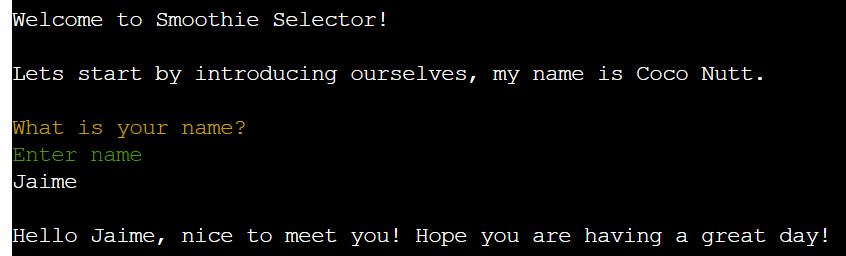 Welcome to Smoothie Selector!
Lets start by introducing ourselves, my name is Coco Nutt.
What is your name?
Enter name
Jaime
Hello Jaime, nice to meet you! Hope you are having a great day!